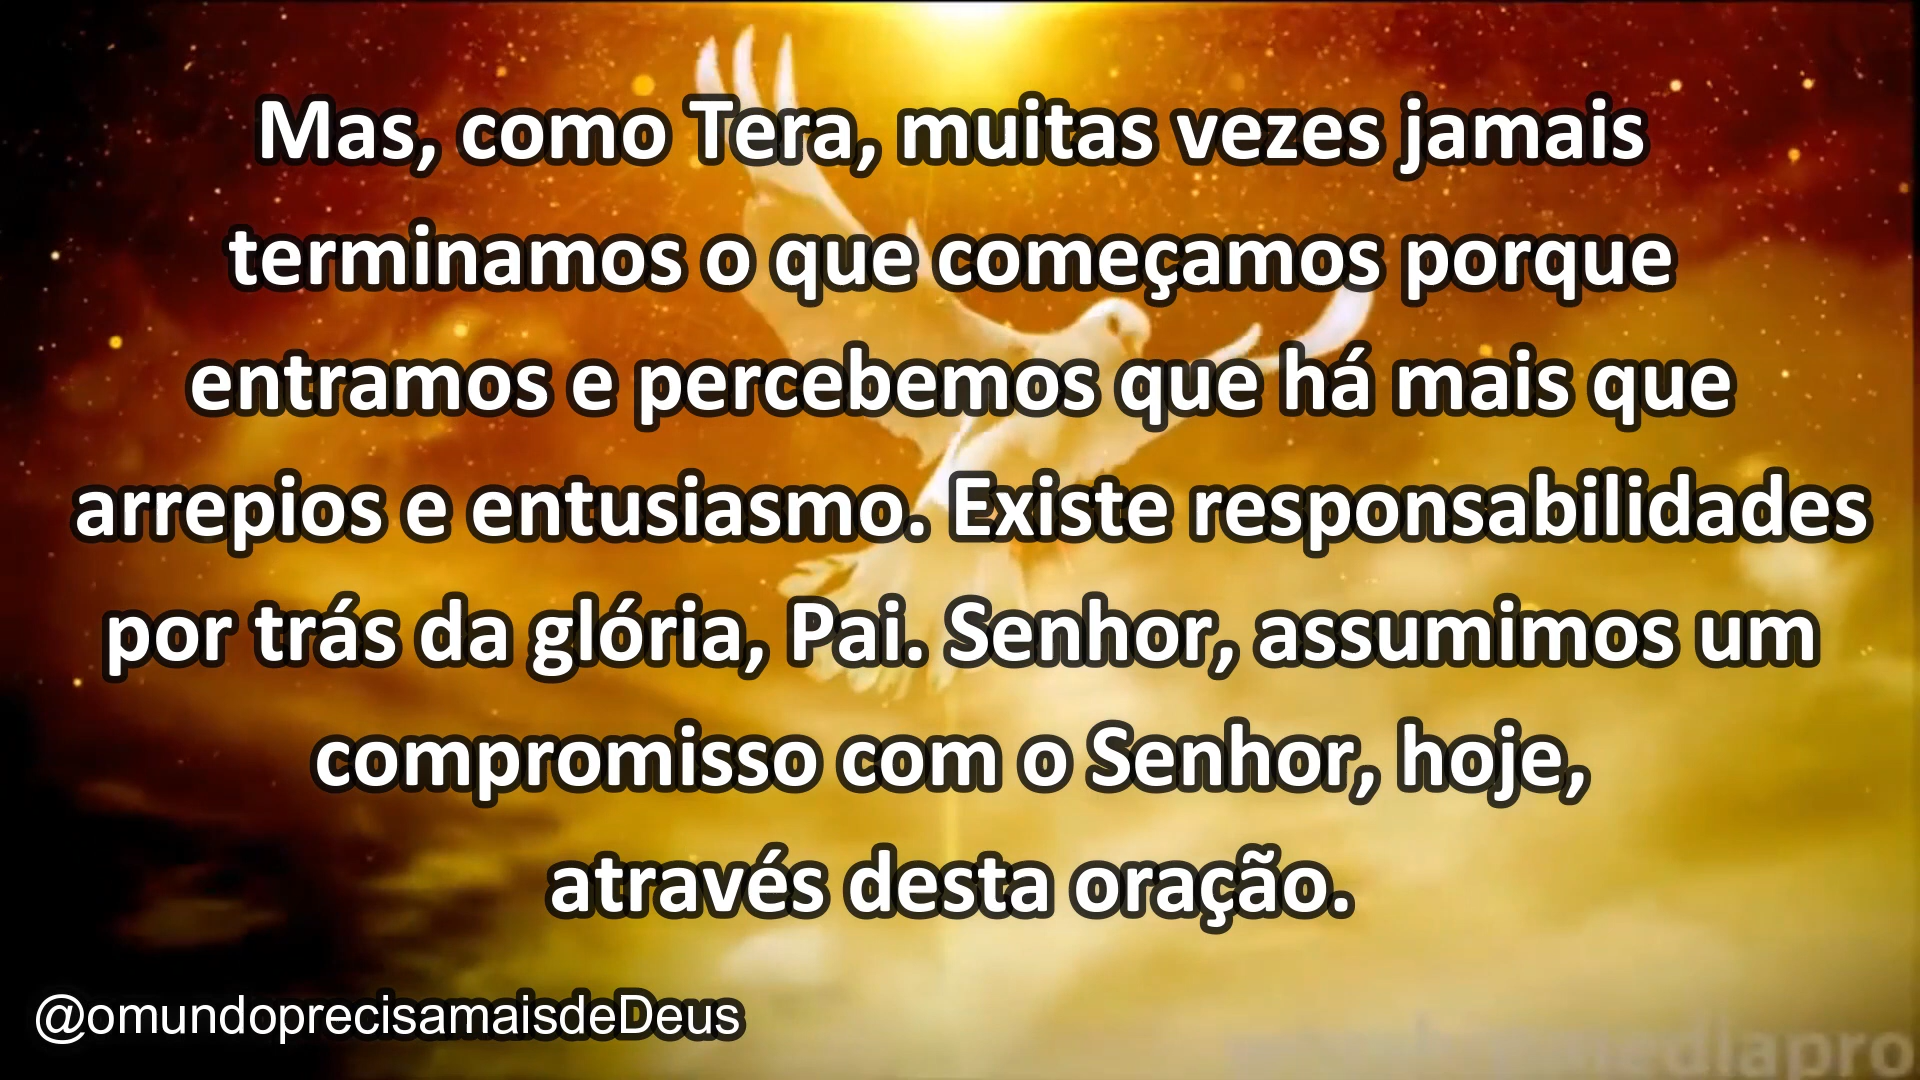 Mas, como Tera, muitas vezes jamais
terminamos o que começamos porque
entramos e percebemos que há mais que
arrepios e entusiasmo. Existe responsabilidades
por trás da glória, Pai. Senhor, assumimos um
compromisso com o Senhor, hoje,
através desta oração.
@omundoprecisamaisdeDeus